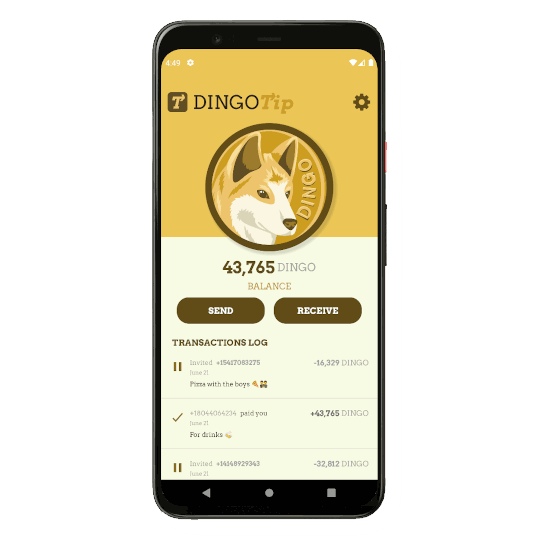 4:49
T DINGOTip
DINGO
43,765 DINGO
BALANCE
SEND RECEIVE
TRANSACTIONS LOG
Invited +15417083275 -16,329 DINGO
June 21
Pizza with the boys
+18044064234 paid you +43,765 DINGO
June 21
For drinks
Invited +14148929343 -32,812 DINGO
June 21